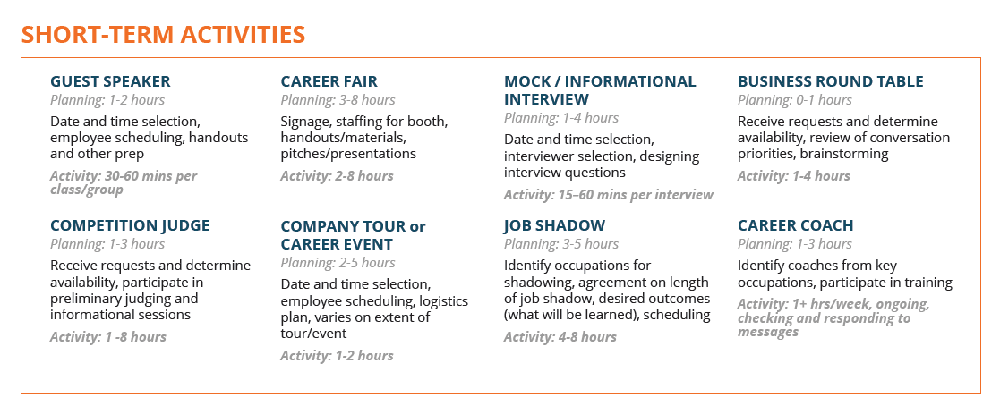 SHORT-TERM ACTIVITIES
GUEST SPEAKER
Planning: 1-2 hours
Date and time selection,
employee scheduling, handouts
and other prep
Activity: 30-60 mins per
class/group
CAREER FAIR
Planning: 3-8 hours
Signage, staffing for booth,
handouts/materials,
pitches/presentations
Activity: 2-8 hours
MOCK / INFORMATIONAL
INTERVIEW
Planning: 1-4 hours
Date and time selection,
interviewer selection, designing
interview questions
Activity: 15–60 mins per interview
BUSINESS ROUND TABLE
Planning: 0-1 hours
Receive requests and determine
availability, review of conversation
priorities, brainstorming
Activity: 1-4 hours
COMPETITION JUDGE
Planning: 1-3 hours
Receive requests and determine
availability, participate in
preliminary judging and
informational sessions
Activity: 1 -8 hours
COMPANY TOUR or
CAREER EVENT
Planning: 2-5 hours
Date and time selection,
employee scheduling, logistics
plan, varies on extent of
tour/event
Activity: 1-2 hours
JOB SHADOW
Planning: 3-5 hours
Identify occupations for
shadowing, agreement on length
of job shadow, desired outcomes
(what will be learned), scheduling
Activity: 4-8 hours
CAREER COACH
Planning: 1-3 hours
Identify coaches from key
occupations, participate in training
Activity: 1+ hrs/week, ongoing,
checking and responding to
messages